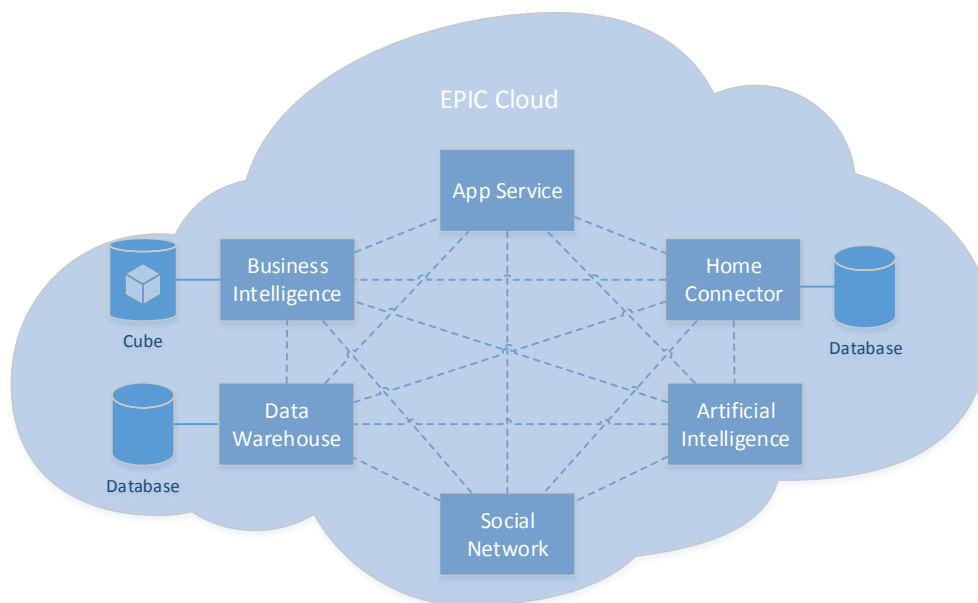 EPIC Cloud
App Service
Business
Intelligence
Home
Connector
Cube
Database
Data
Warehouse
Artificial
Intelligence
Database
Social
Network